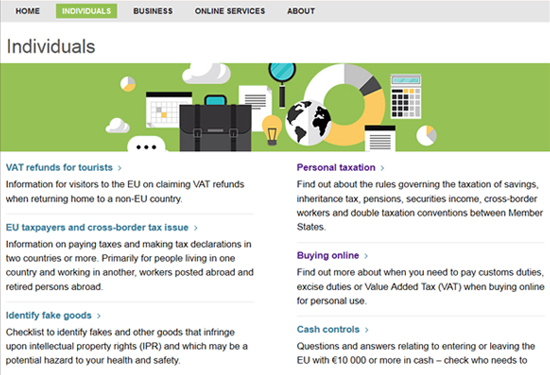 HOME INDIVIDUALS BUSINESS ONLINE SERVICES ABOUT
Individuals
VAT refunds for tourists ›
Information for visitors to the EU on claiming VAT refunds
when returning home to a non-EU country.
EU taxpayers and cross-border tax issue ›
Information on paying taxes and making tax declarations in
two countries or more. Primarily for people living in one
country and working in another, workers posted abroad and
retired persons abroad.
Identify fake goods ›
Checklist to identify fakes and other goods that infringe
upon intellectual property rights (IPR) and which may be a
potential hazard to your health and safety.
Personal taxation ›
Find out about the rules governing the taxation of savings,
inheritance tax, pensions, securities income, cross-border
workers and double taxation conventions between Member
States.
Buying online ›
Find out more about when you need to pay customs duties,
excise duties or Value Added Tax (VAT) when buying online
for personal use.
Cash controls ›
Questions and answers relating to entering or leaving the
EU with €10 000 or more in cash – check who needs to